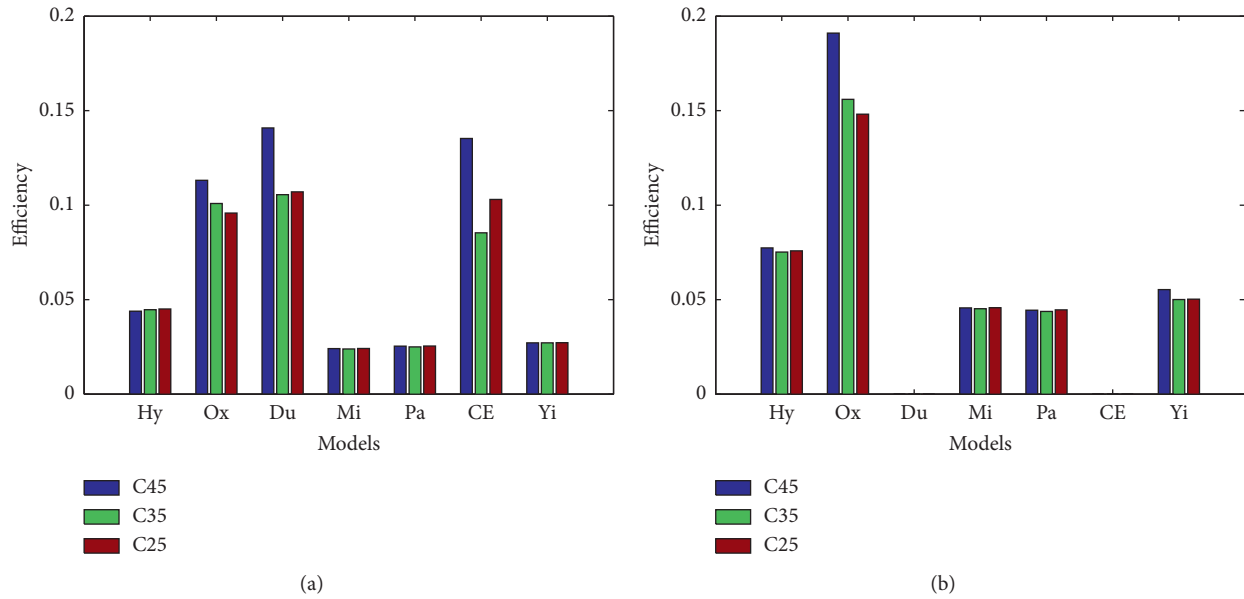 0.2
0.15
0.1
0.05
0
Efficiency
Hy Ox Du Mi Pa CE Yi
Models
C45
C35
C25
(a)
0.2
0.15
0.1
0.05
0
Efficiency
Hy Ox Du Mi Pa CE Yi
Models
C45
C35
C25
(b)